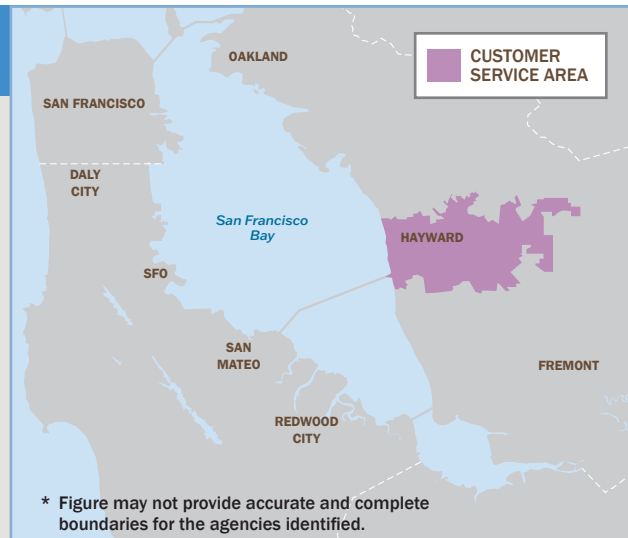 OAKLAND
CUSTOMER
SERVICE AREA
SAN FRANCISCO
DALY
CITY
San Francisco
Bay
HAYWARD
SFO
SAN
MATEO
FREMONT
REDWOOD
CITY
* Figure may not provide accurate and complete
boundaries for the agencies identified.